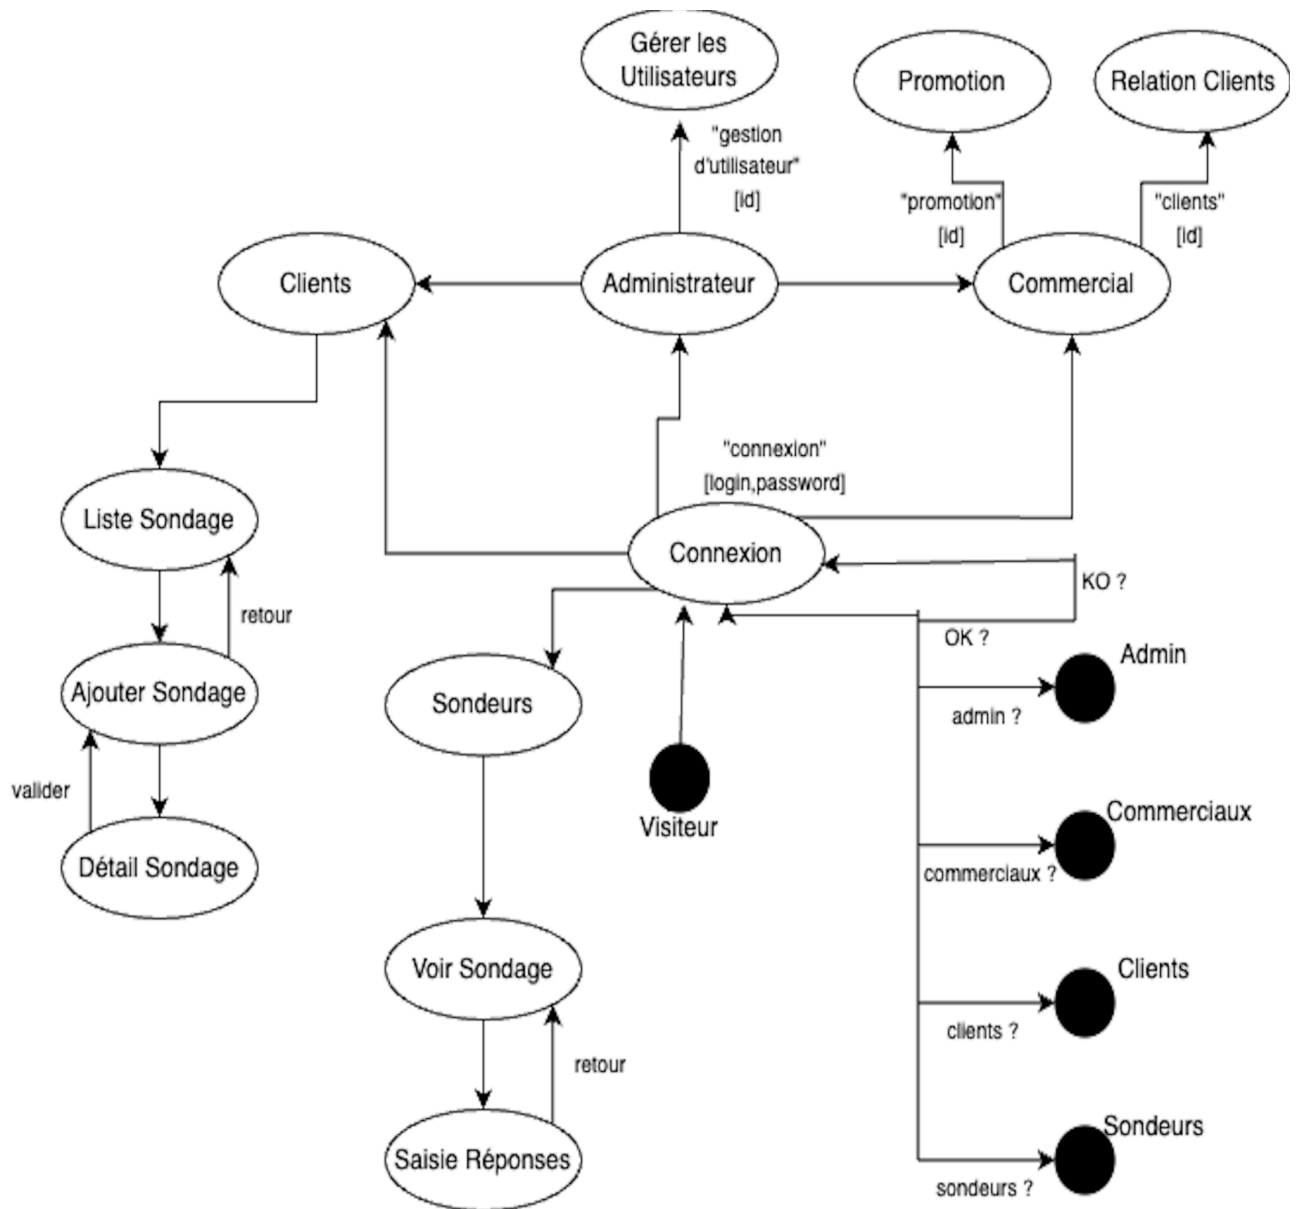 Gérer les
Utilisateurs
Promotion
Relation Clients
"gestion
d'utilisateur"
[id]
"promotion"
[id]
"clients"
[id]
Clients
Administrateur
Commercial
"connexion"
[login,password]
Liste Sondage
Connexion
KO ?
retour
OK ?
Admin
Ajouter Sondage
Sondeurs
admin ?
valider
Visiteur
Commerciaux
Détail Sondage
commerciaux ?
Voir Sondage
Clients
clients ?
retour
Saisie Réponses
Sondeurs
sondeurs ?